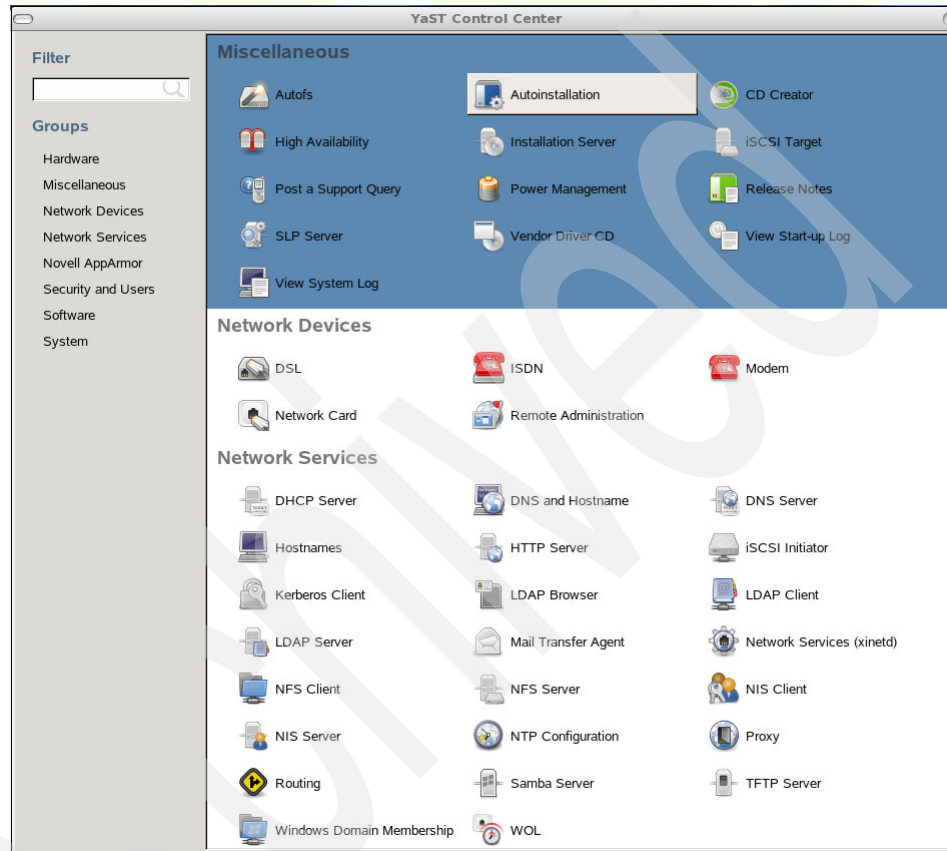 YaST Control Center
Filter
Groups
Hardware
Miscellaneous
Network Devices
Network Services
Novell AppArmor
Security and Users
Software
System
Miscellaneous
Autofs
Autoinstallation
CD Creator
High Availability
Installation Server
iSCSI Target
Post a Support Query
Power Management
Release Notes
SLP Server
Vendor Driver CD
View Start-up Log
View System Log
Network Devices
DSL
ISDN
Modem
Network Card
Remote Administration
Network Services
DHCP Server
DNS and Hostname
DNS Server
Hostnames
HTTP Server
iSCSI Initiator
Kerberos Client
LDAP Browser
LDAP Client
LDAP Server
Mail Transfer Agent
Network Services (xinetd)
NFS Client
NFS Server
NIS Client
NIS Server
NTP Configuration
Proxy
Routing
Samba Server
TFTP Server
Windows Domain Membership
WOL